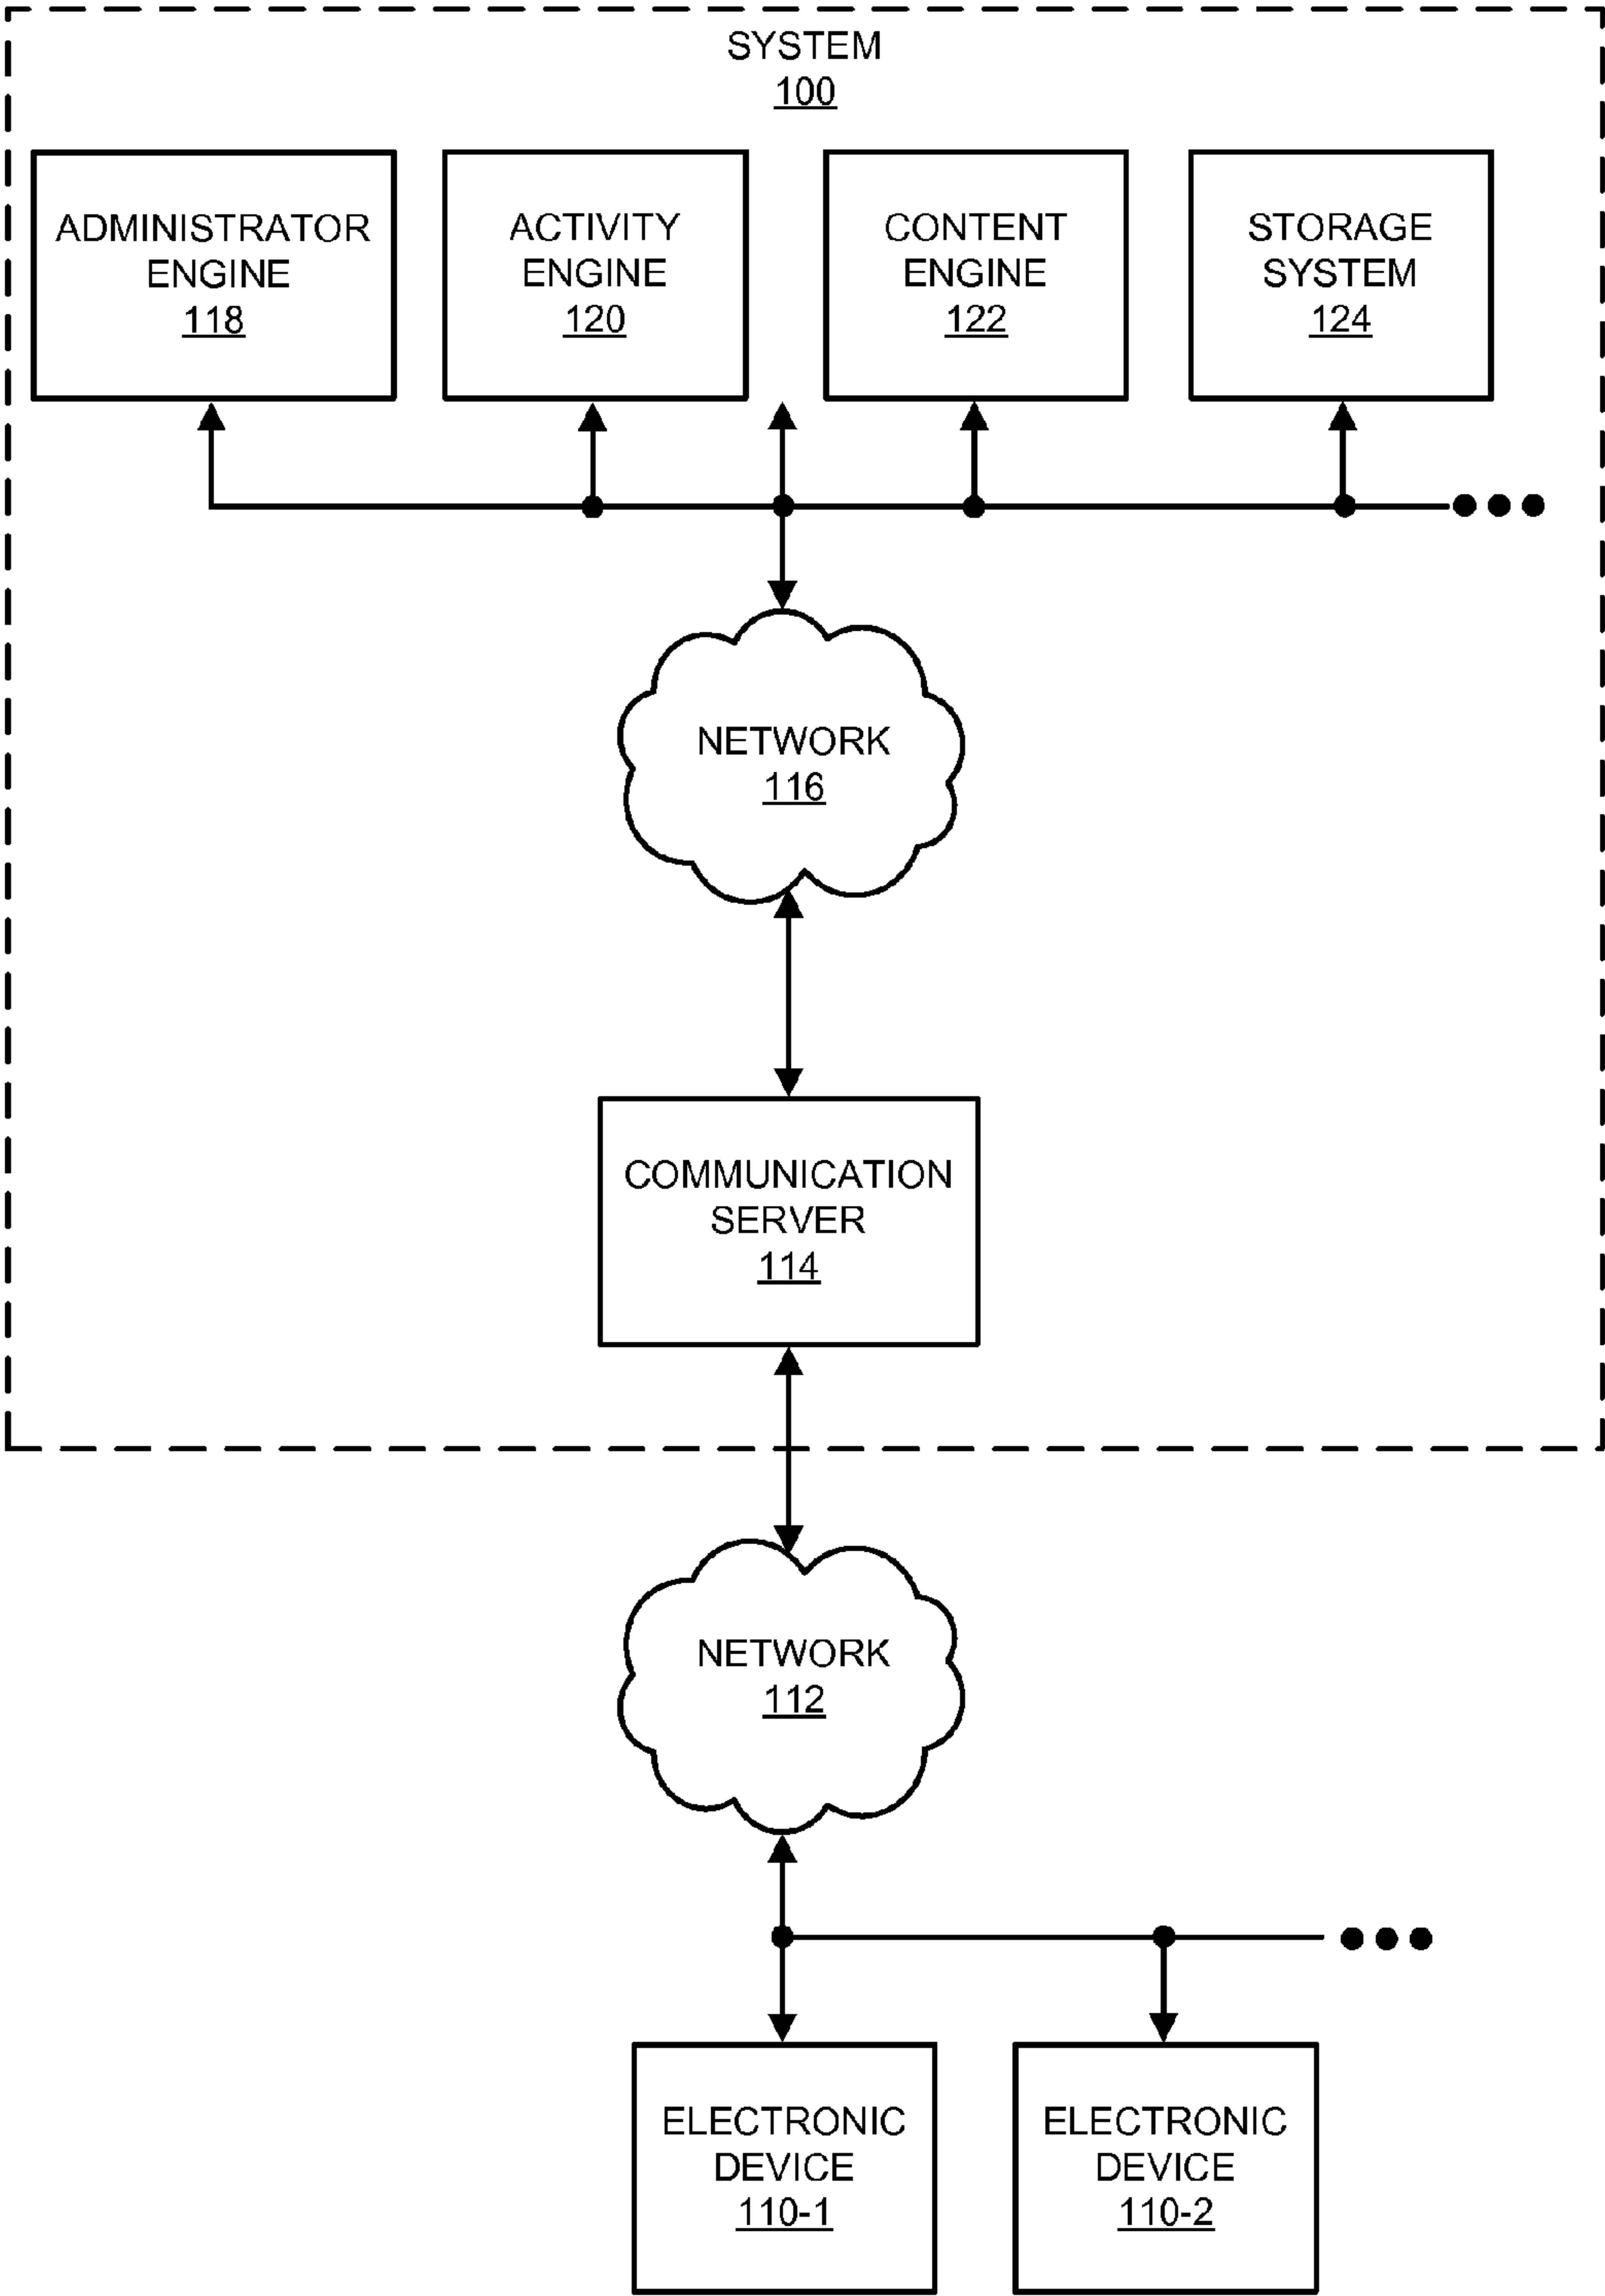 SYSTEM
100
ADMINISTRATOR
ENGINE
118
ACTIVITY
ENGINE
120
CONTENT
ENGINE
122
STORAGE
SYSTEM
124
NETWORK
116
COMMUNICATION
SERVER
114
NETWORK
112
ELECTRONIC
DEVICE
110-1
ELECTRONIC
DEVICE
110-2